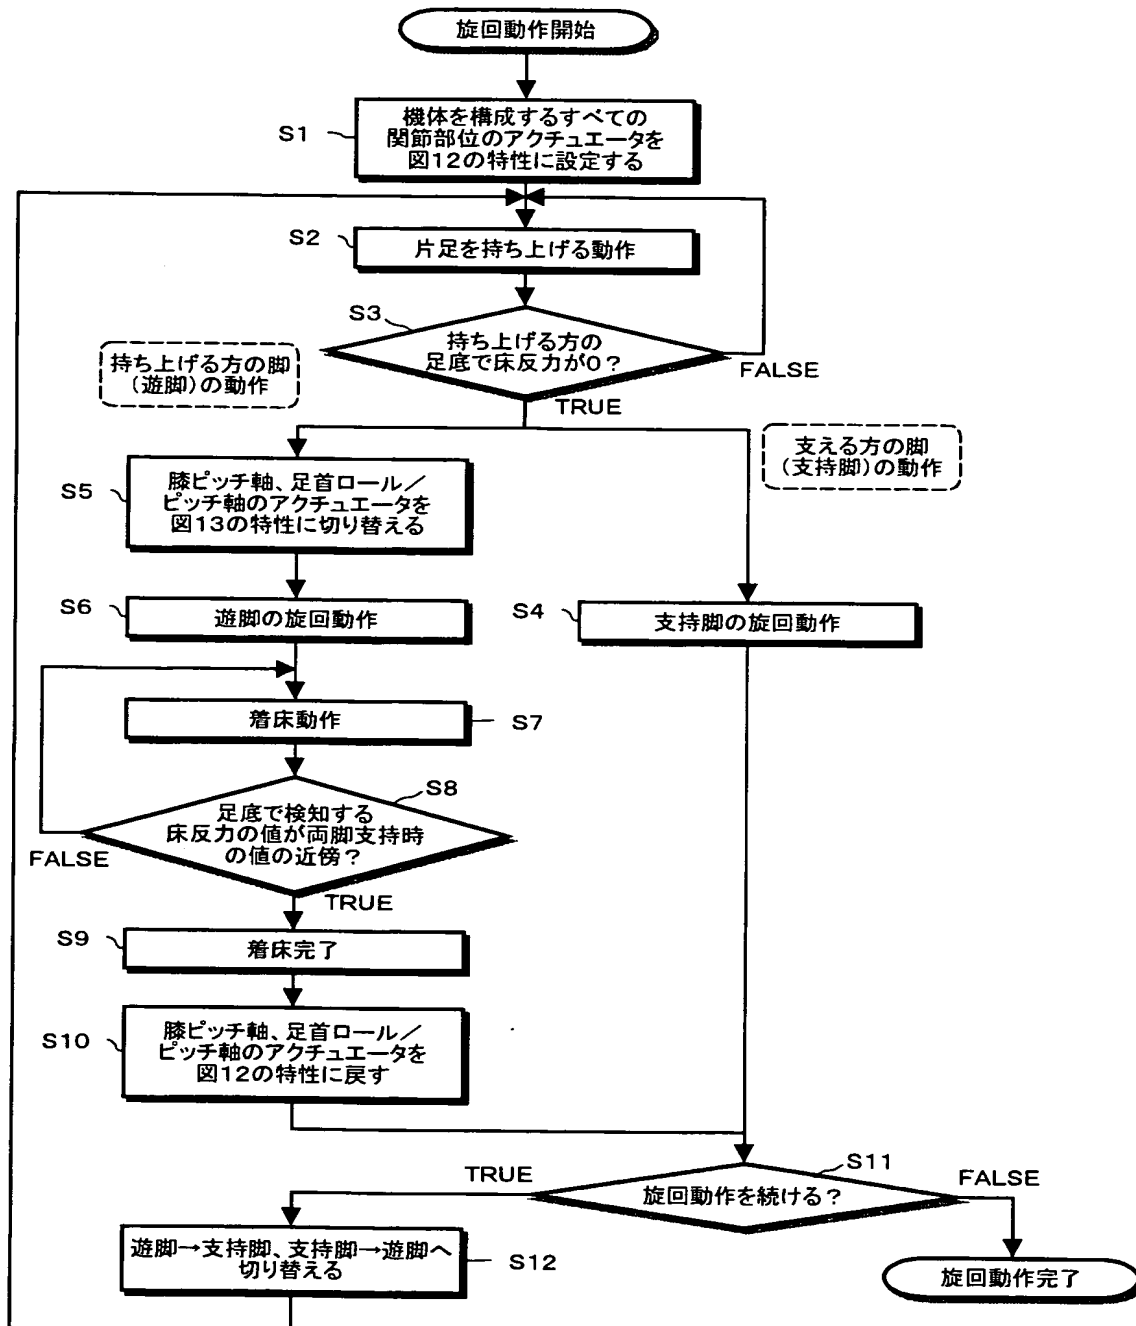 旋回動作開始
S1
機体を構成するすべての
関節部位のアクチュエータを
図12の特性に設定する
S2
片足を持ち上げる動作
S3
持ち上げる方の
足底で床反力が0?
FALSE
TRUE
持ち上げる方の脚
(遊脚)の動作
支える方の脚
(支持脚)の動作
S5
膝ピッチ軸、足首ロール/
ピッチ軸のアクチュエータを
図13の特性に切り替える
S6
遊脚の旋回動作
S4
支持脚の旋回動作
着床動作
S7
S8
足底で検知する
床反力の値が両脚支持時
の値の近傍?
FALSE
TRUE
S9
着床完了
S10
膝ピッチ軸、足首ロール/
ピッチ軸のアクチュエータを
図12の特性に戻す
S11
TRUE
旋回動作を続ける?
FALSE
遊脚→支持脚、支持脚→遊脚へ
切り替える
S12
旋回動作完了